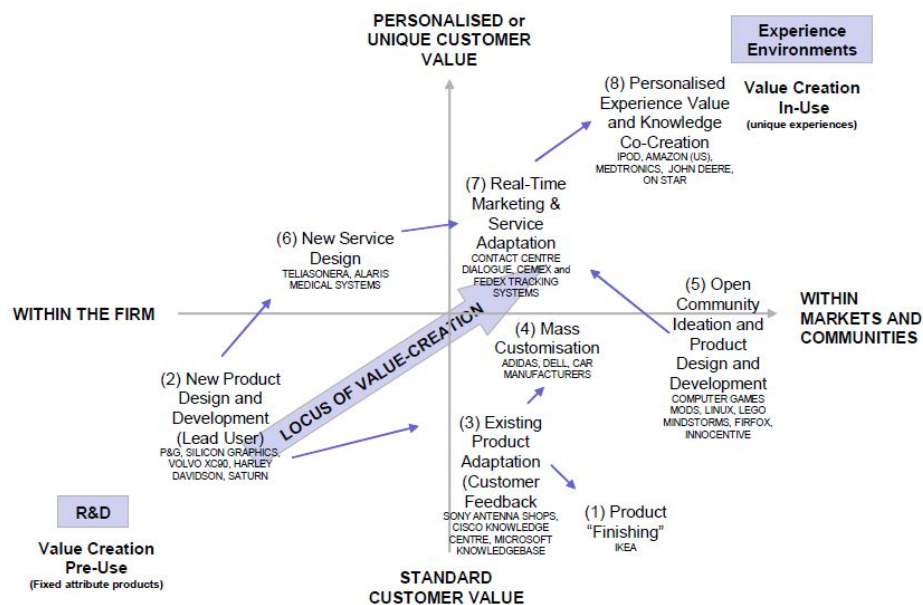 PERSONALISED or
UNIQUE CUSTOMER
VALUE
Experience
Environments
Value Creation
In-Use
(unique experiences)
(8) Personalised
Experience Value
and Knowledge
Co-Creation
IPOD, AMAZON (US),
MEDTRONICS, JOHN DEERE,
ON STAR
(7) Real-Time
Marketing &
Service
Adaptation
CONTACT CENTRE
DIALOGUE, CEMEX and
FEDEX TRACKING
SYSTEMS
(6) New Service
Design
TELIASONERA, ALARIS
MEDICAL SYSTEMS
(5) Open
Community
Ideation and
Product
Design and
Development
COMPUTER GAMES
MODS, LINUX, LEGO
MINDSTORMS, FIRFOX,
INNOCENTIVE
WITHIN THE FIRM
WITHIN
MARKETS AND
COMMUNITIES
LOCUS OF VALUE-CREATION
(4) Mass
Customisation
ADIDAS, DELL, CAR
MANUFACTURERS
(2) New Product
Design and
Development
(Lead User)
P&G, SILICON GRAPHICS,
VOLVO XC90, HARLEY
DAVIDSON, SATURN
(3) Existing
Product
Adaptation
(Customer
Feedback
SONY ANTENNA SHOPS,
CISCO KNOWLEDGE
CENTRE, MICROSOFT
KNOWLEDGEBASE
(1) Product
“Finishing”
IKEA
R&D
Value Creation
Pre-Use
(Fixed attribute products)
STANDARD
CUSTOMER VALUE